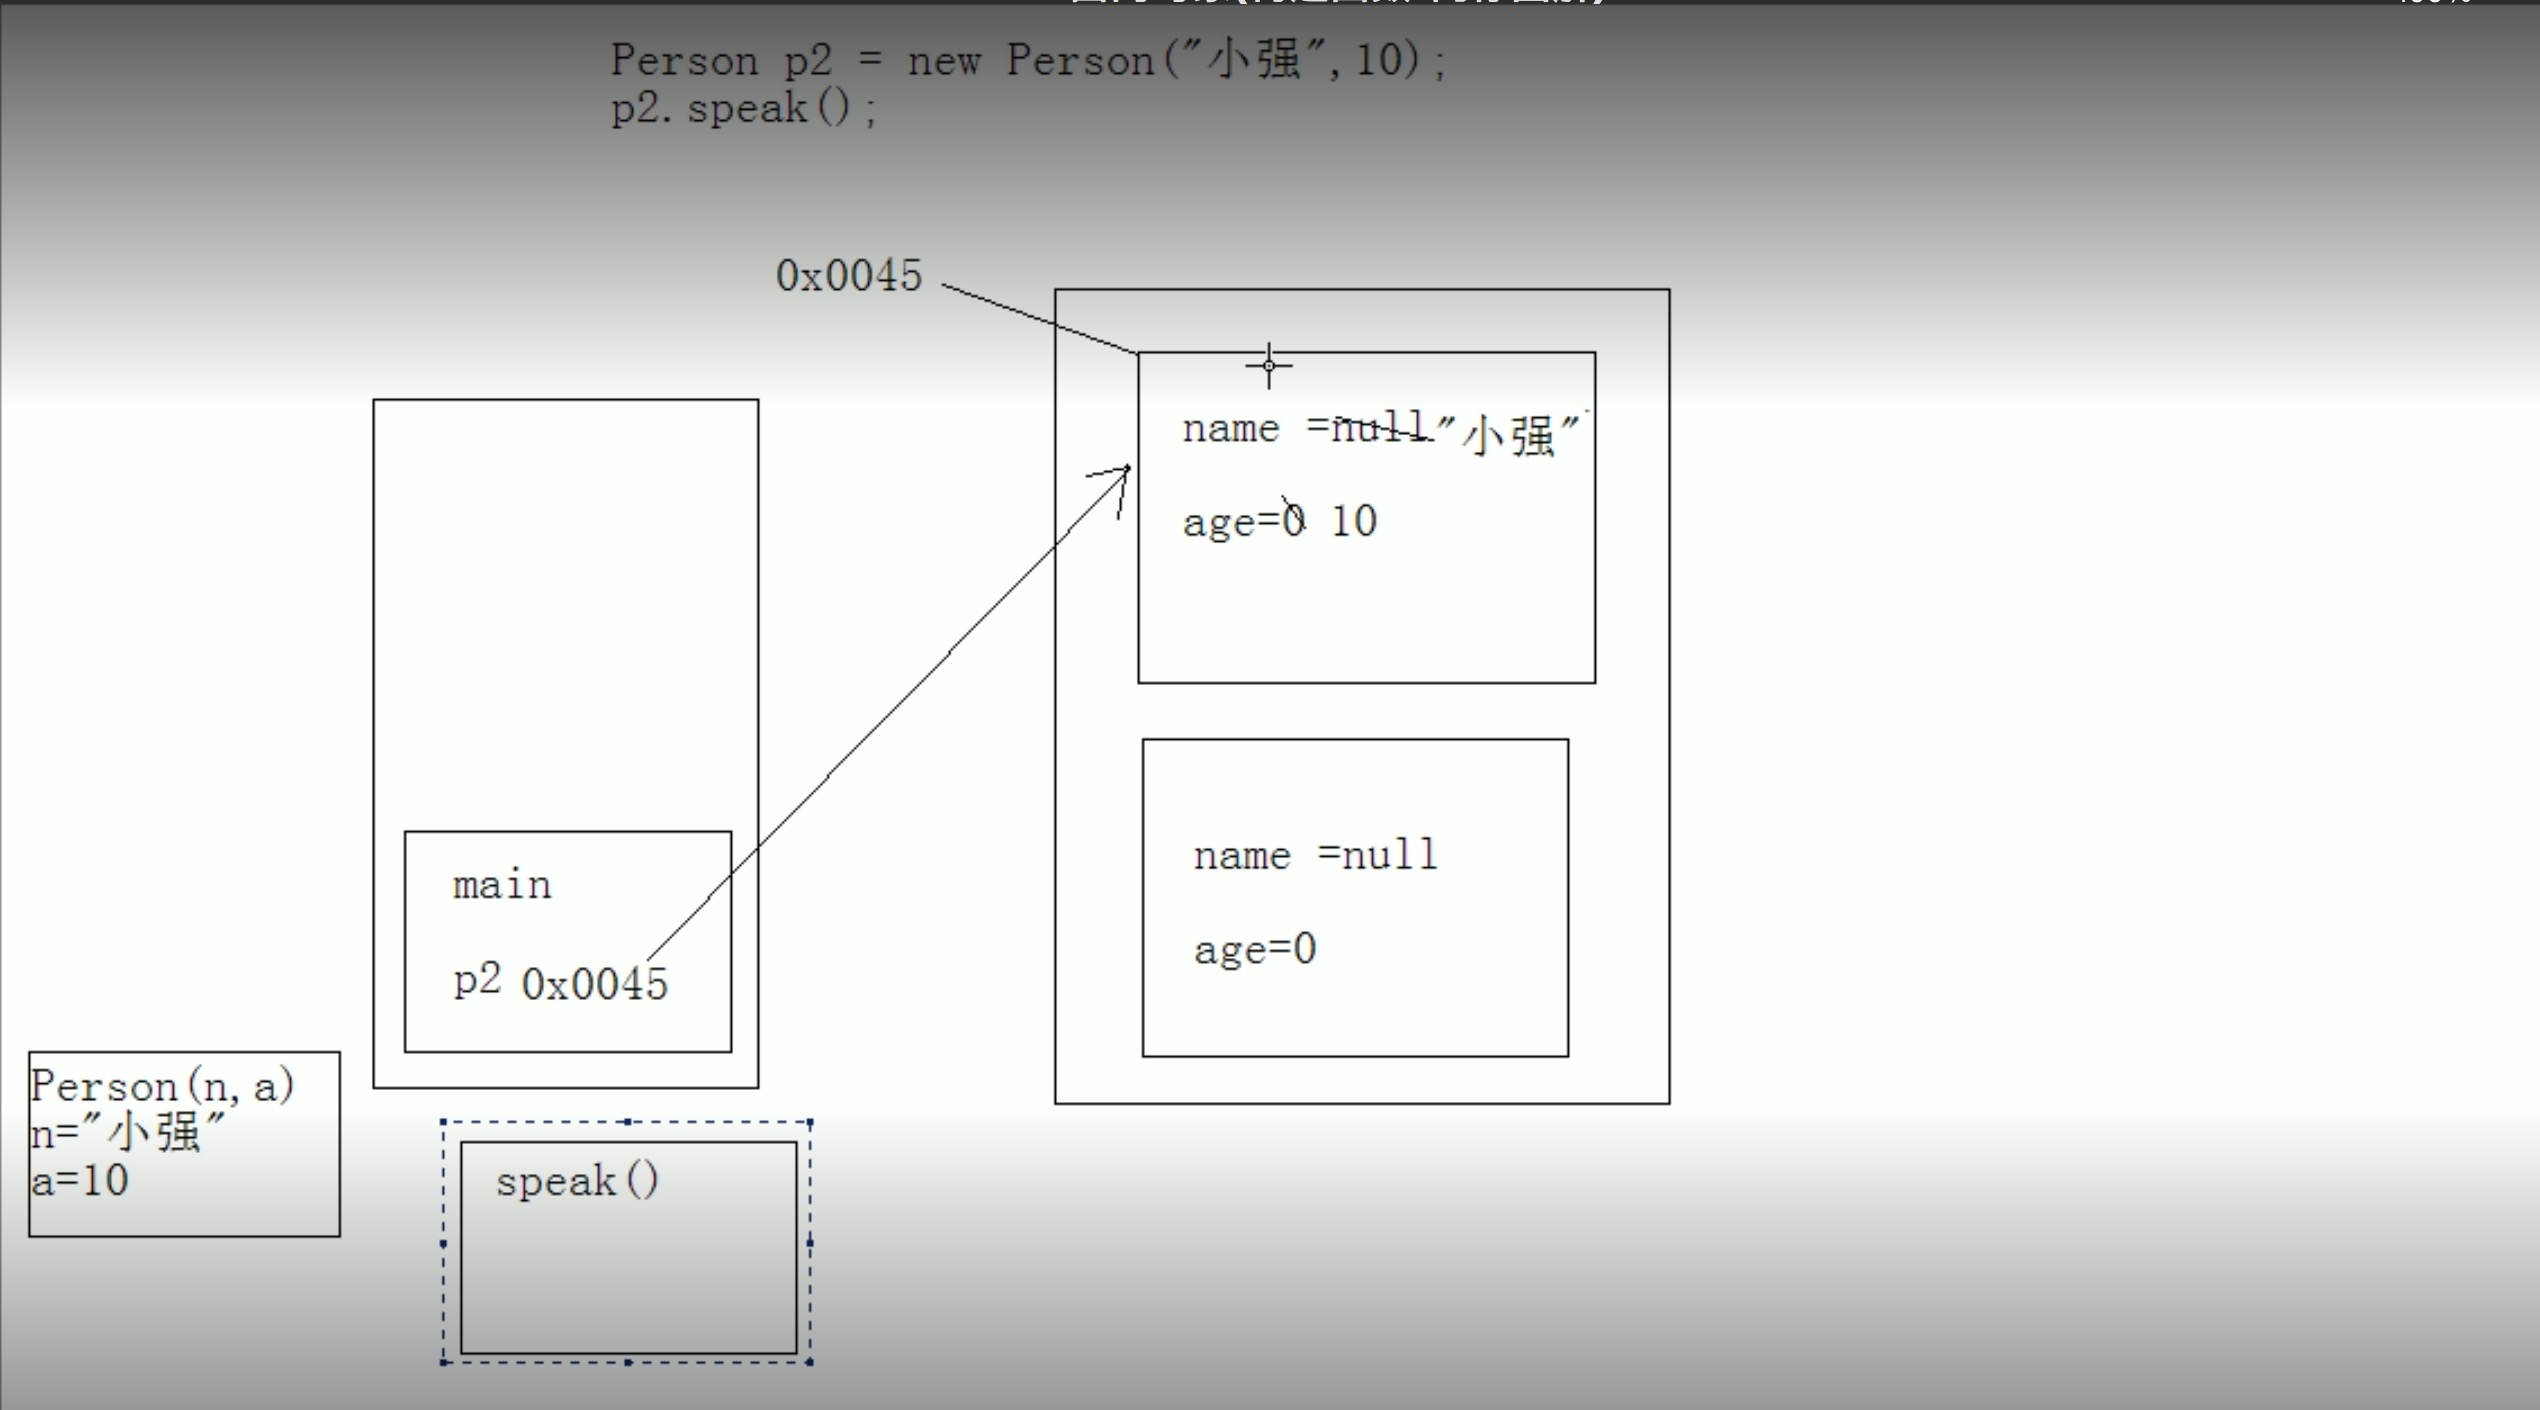 Person p2 = new Person("小强",10);
p2.speak();
0x0045
name =null"小强"
age=0 10
name =null
age=0
main
p2 0x0045
Person(n,a)
n="小强"
a=10
speak()